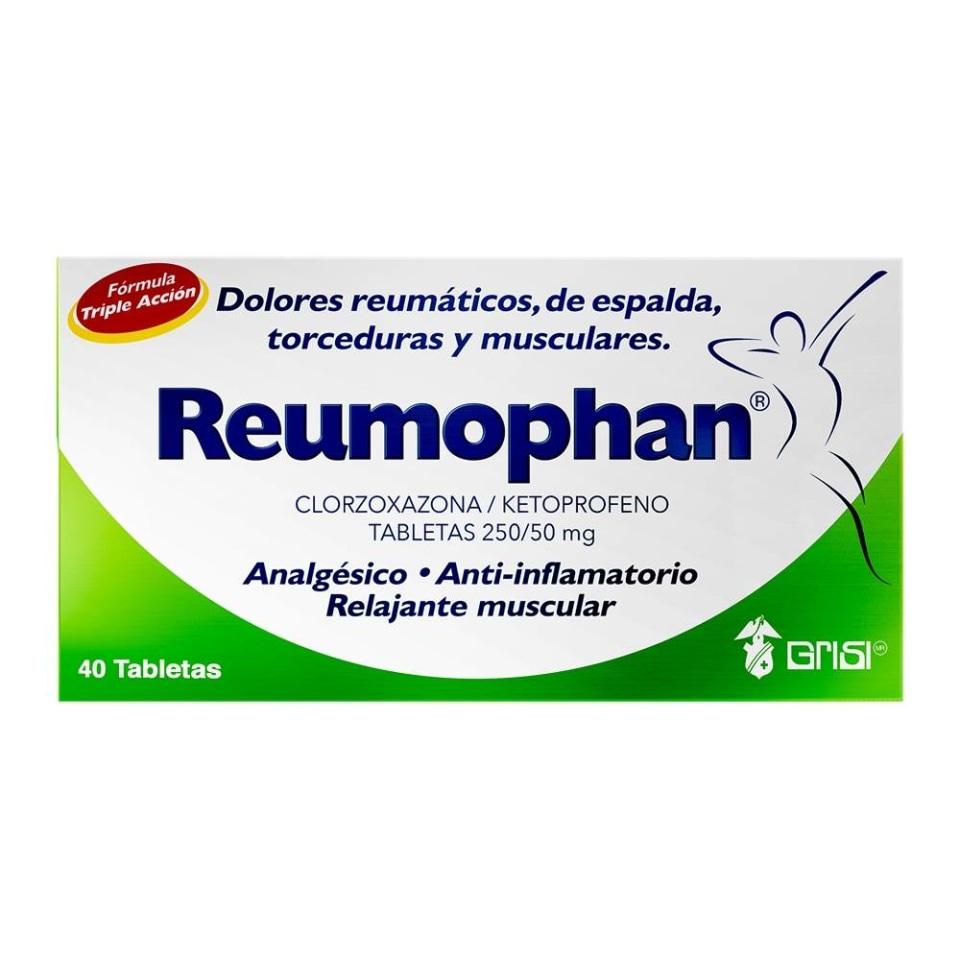 Fórmula
Triple Acción
Dolores reumáticos, de espalda,
torceduras y musculares.
Reumophan®
CLORZOXAZONA / KETOPROFENO
TABLETAS 250/50 mg
Analgésico • Anti-inflamatorio
Relajante muscular
40 Tabletas
GRISI MR